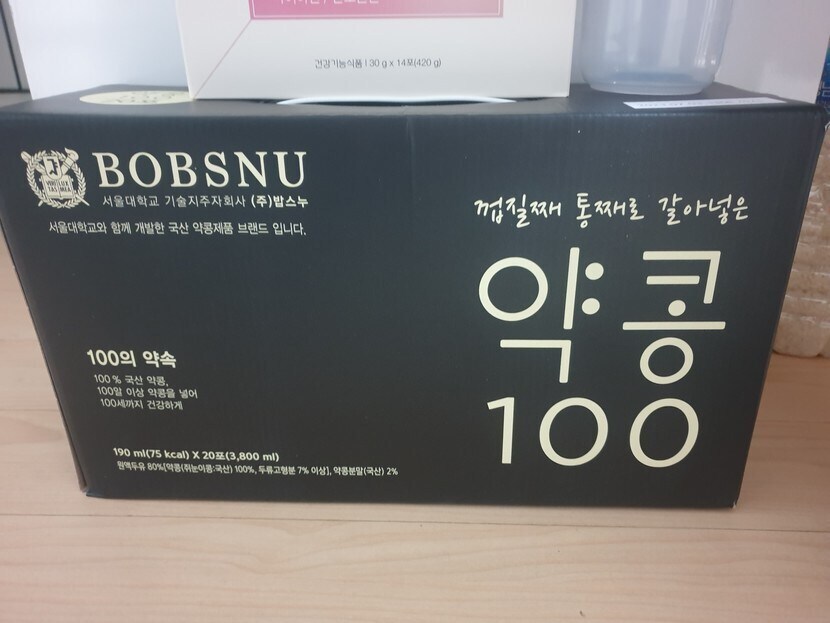 건강기능식품 | 30 g x 14포(420 g)
BOBSNU
서울대학교 기술지주자회사 (주)밥스누
서울대학교와 함께 개발한 국산 약콩제품 브랜드 입니다.
껍질째 통째로 갈아넣은
약콩
100
100의 약속
100% 국산 약콩,
100알 이상 약콩을 넣어
100세까지 건강하게
190 ml(75 kcal) X 20포(3,800 ml)
원액두유 80%[약콩(쥐눈이콩:국산) 100%, 두류고형분 7% 이상], 약콩분말(국산) 2%